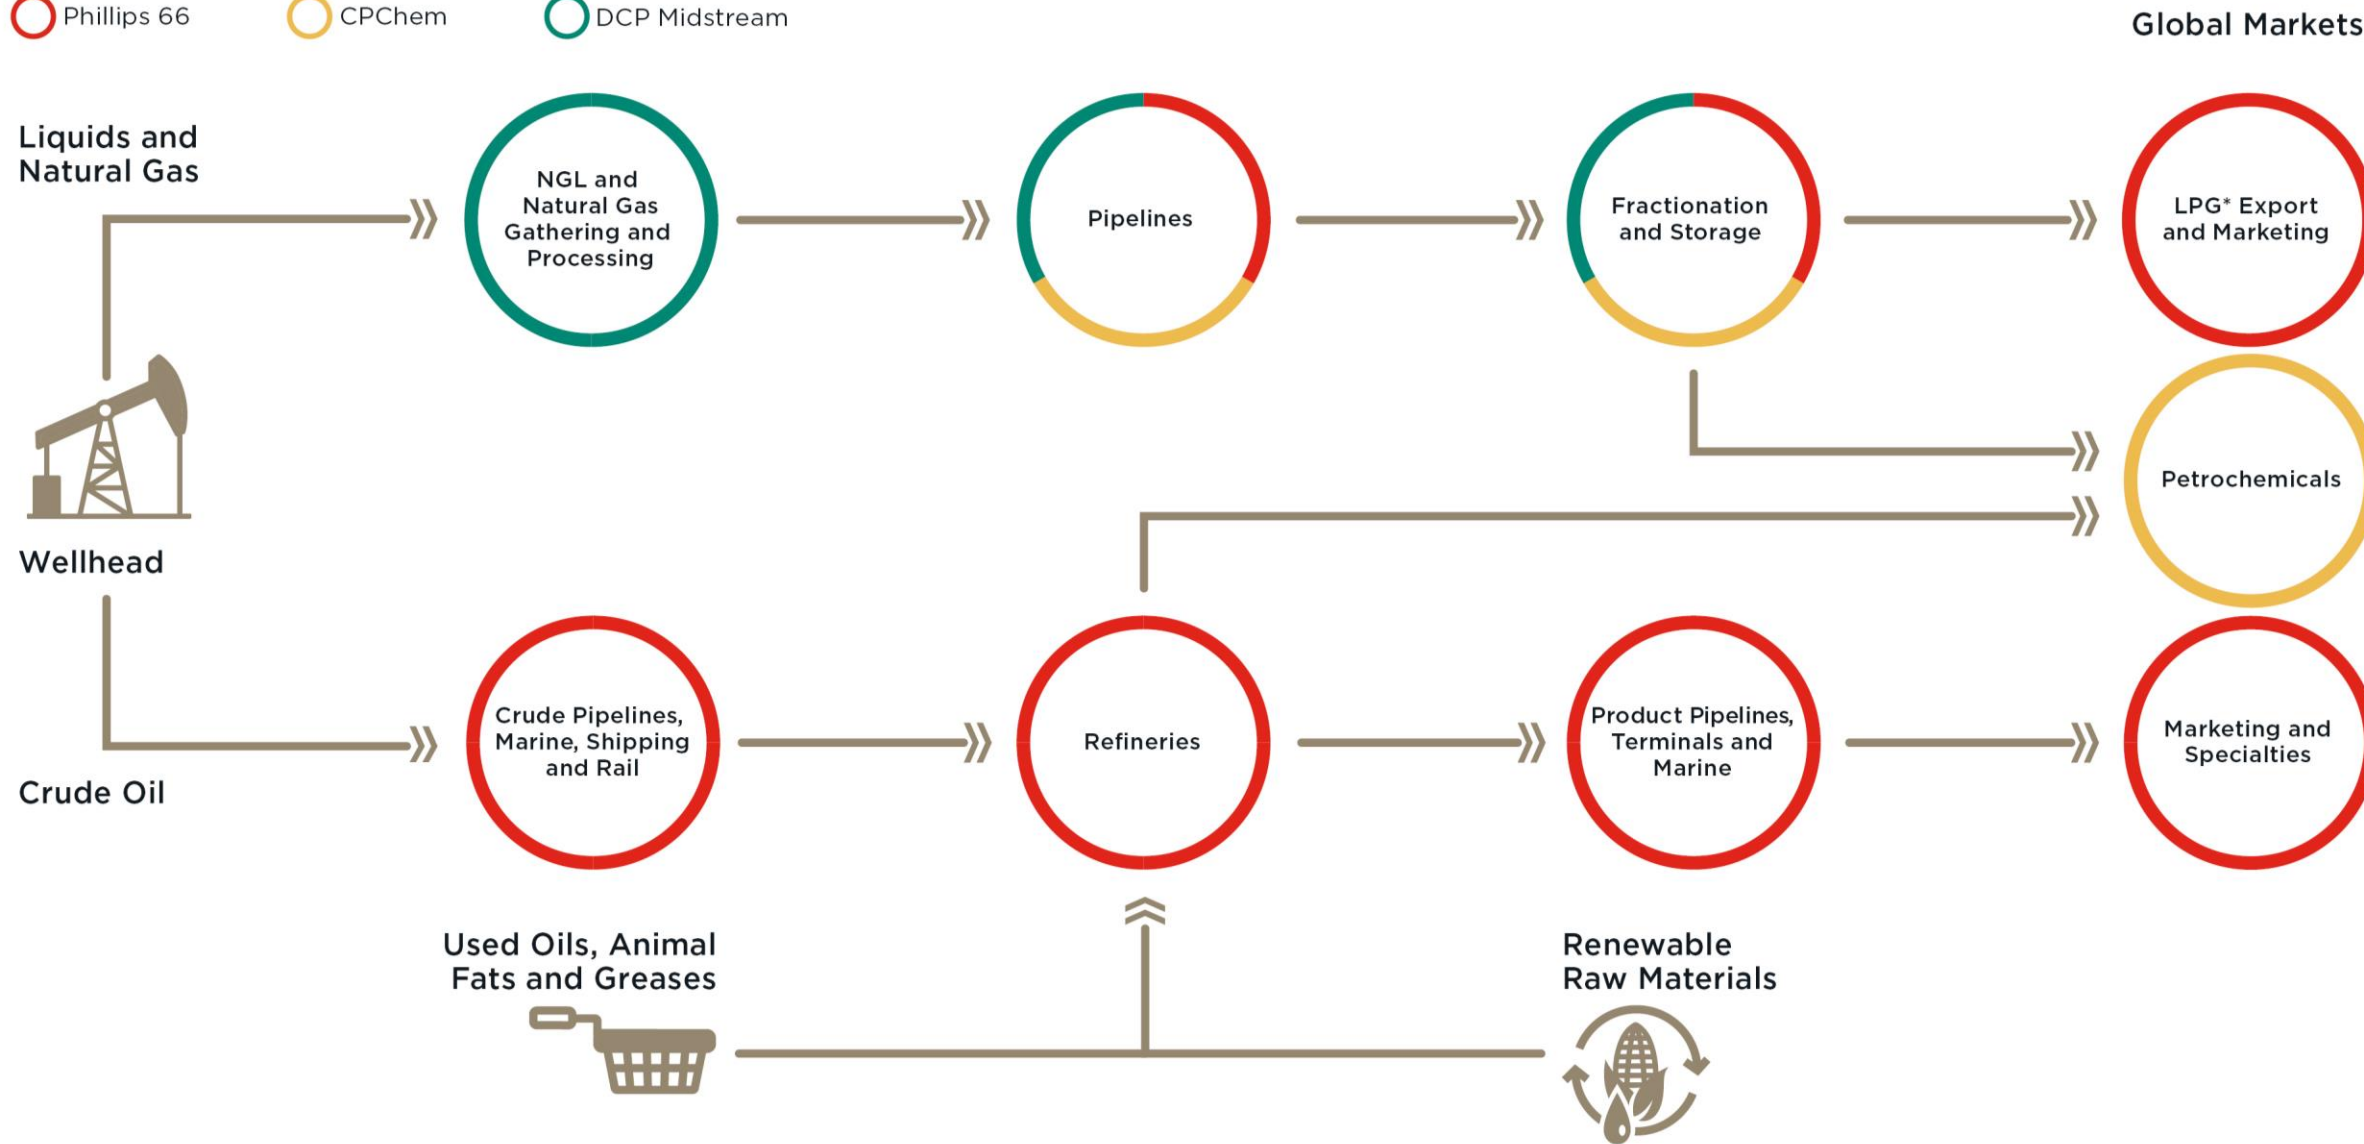 Phillips 66
CPChem
DCP Midstream
Global Markets
Liquids and
Natural Gas
NGL and
Natural Gas
Gathering and
Processing
Pipelines
Fractionation
and Storage
LPG* Export
and Marketing
Petrochemicals
Wellhead
Crude Oil
Crude Pipelines,
Marine, Shipping
and Rail
Refineries
Product Pipelines,
Terminals and
Marine
Marketing and
Specialties
Used Oils, Animal
Fats and Greases
Renewable
Raw Materials